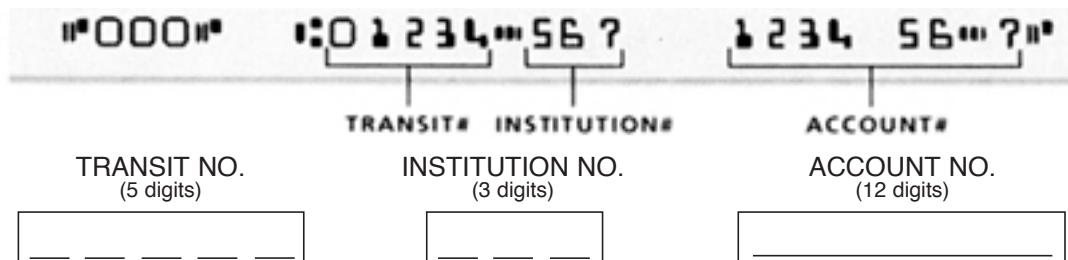 ⑈000⑈ ⑆01234⑉567 1234 56⑉7⑈
TRANSIT# INSTITUTION# ACCOUNT#
TRANSIT NO. INSTITUTION NO. ACCOUNT NO.
(5 digits) (3 digits) (12 digits)